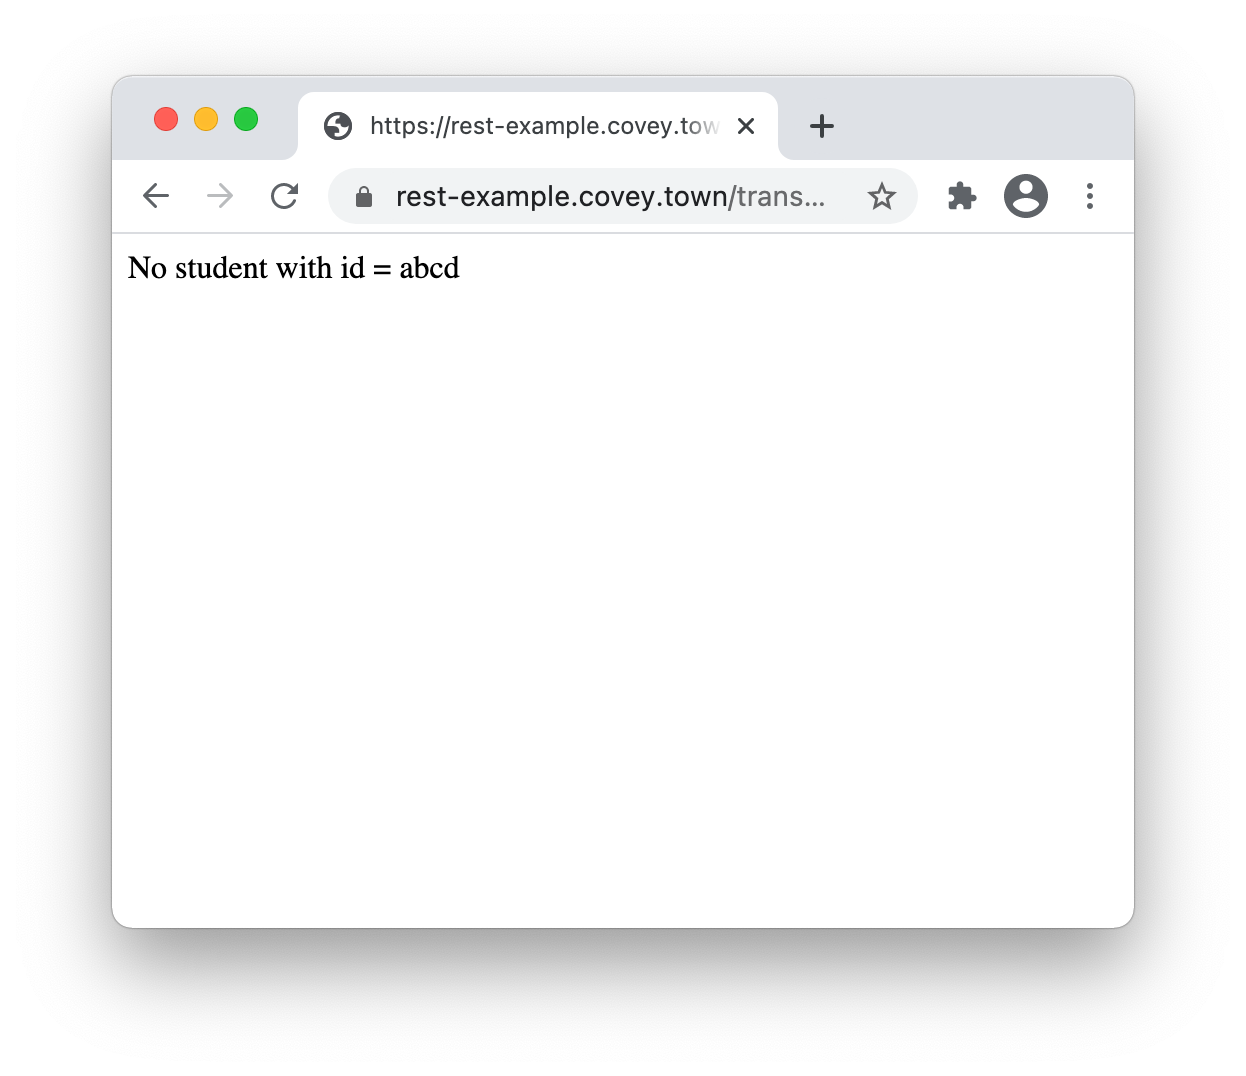 https://rest-example.covey.tow
rest-example.covey.town/trans...
No student with id = abcd